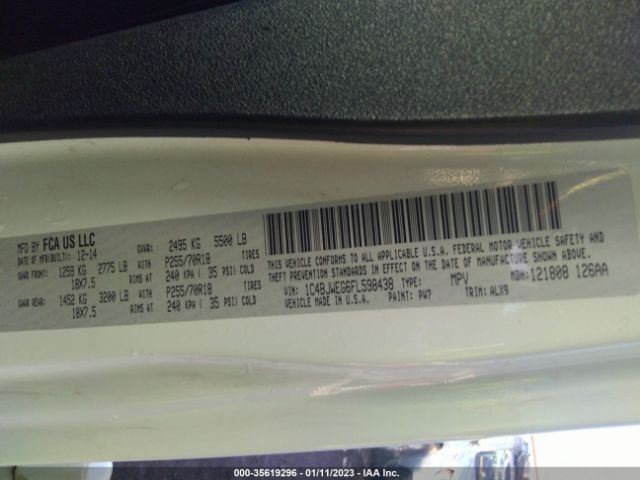 MFD BY FCA US LLC
DATE OF MFR(BUILT): 12-14 GVWR: 2495 KG 5500 LB
GAWR FRONT: 1259 KG 2775 LB WITH P255/70R18 TIRES
18X7.5 RIMS AT 240 KPA ( 35 PSI) COLD
GAWR REAR: 1452 KG 3200 LB WITH P255/70R18 TIRES
18X7.5 RIMS AT 240 KPA ( 35 PSI) COLD
THIS VEHICLE CONFORMS TO ALL APPLICABLE U.S.A. FEDERAL MOTOR VEHICLE SAFETY AND
THEFT PREVENTION STANDARDS IN EFFECT ON THE DATE OF MANUFACTURE SHOWN ABOVE.
VIN: 1C4BJWEG6FL598438 TYPE: MPV MDH: 121808 126AA
VEHICLE MADE IN U.S.A. PAINT: PW7 TRIM: ALX9
000-35619296 - 01/11/2023 - IAA Inc.